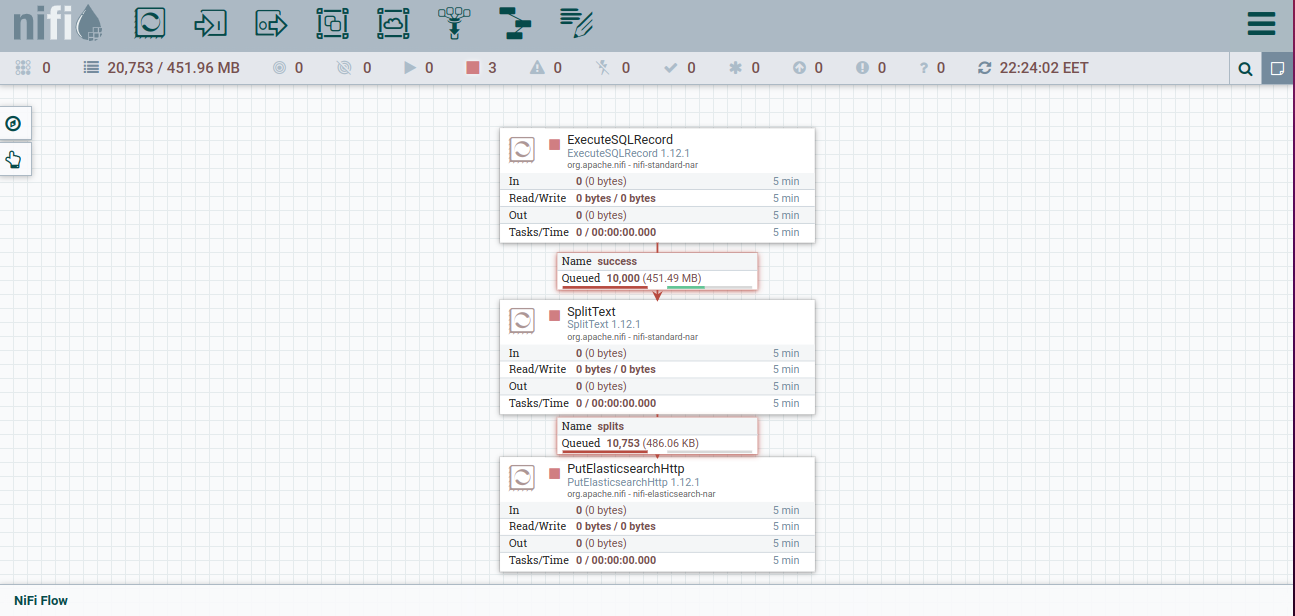 nifi
0 20,753 / 451.96 MB 0 0 0 3 0 0 0 0 0 0 ? 0 22:24:02 EET
ExecuteSQLRecord
ExecuteSQLRecord 1.12.1
org.apache.nifi - nifi-standard-nar
In 0 (0 bytes) 5 min
Read/Write 0 bytes / 0 bytes 5 min
Out 0 (0 bytes) 5 min
Tasks/Time 0 / 00:00:00.000 5 min
Name success
Queued 10,000 (451.49 MB)
SplitText
SplitText 1.12.1
org.apache.nifi - nifi-standard-nar
In 0 (0 bytes) 5 min
Read/Write 0 bytes / 0 bytes 5 min
Out 0 (0 bytes) 5 min
Tasks/Time 0 / 00:00:00.000 5 min
Name splits
Queued 10,753 (486.06 KB)
PutElasticsearchHttp
PutElasticsearchHttp 1.12.1
org.apache.nifi - nifi-elasticsearch-nar
In 0 (0 bytes) 5 min
Read/Write 0 bytes / 0 bytes 5 min
Out 0 (0 bytes) 5 min
Tasks/Time 0 / 00:00:00.000 5 min
NiFi Flow